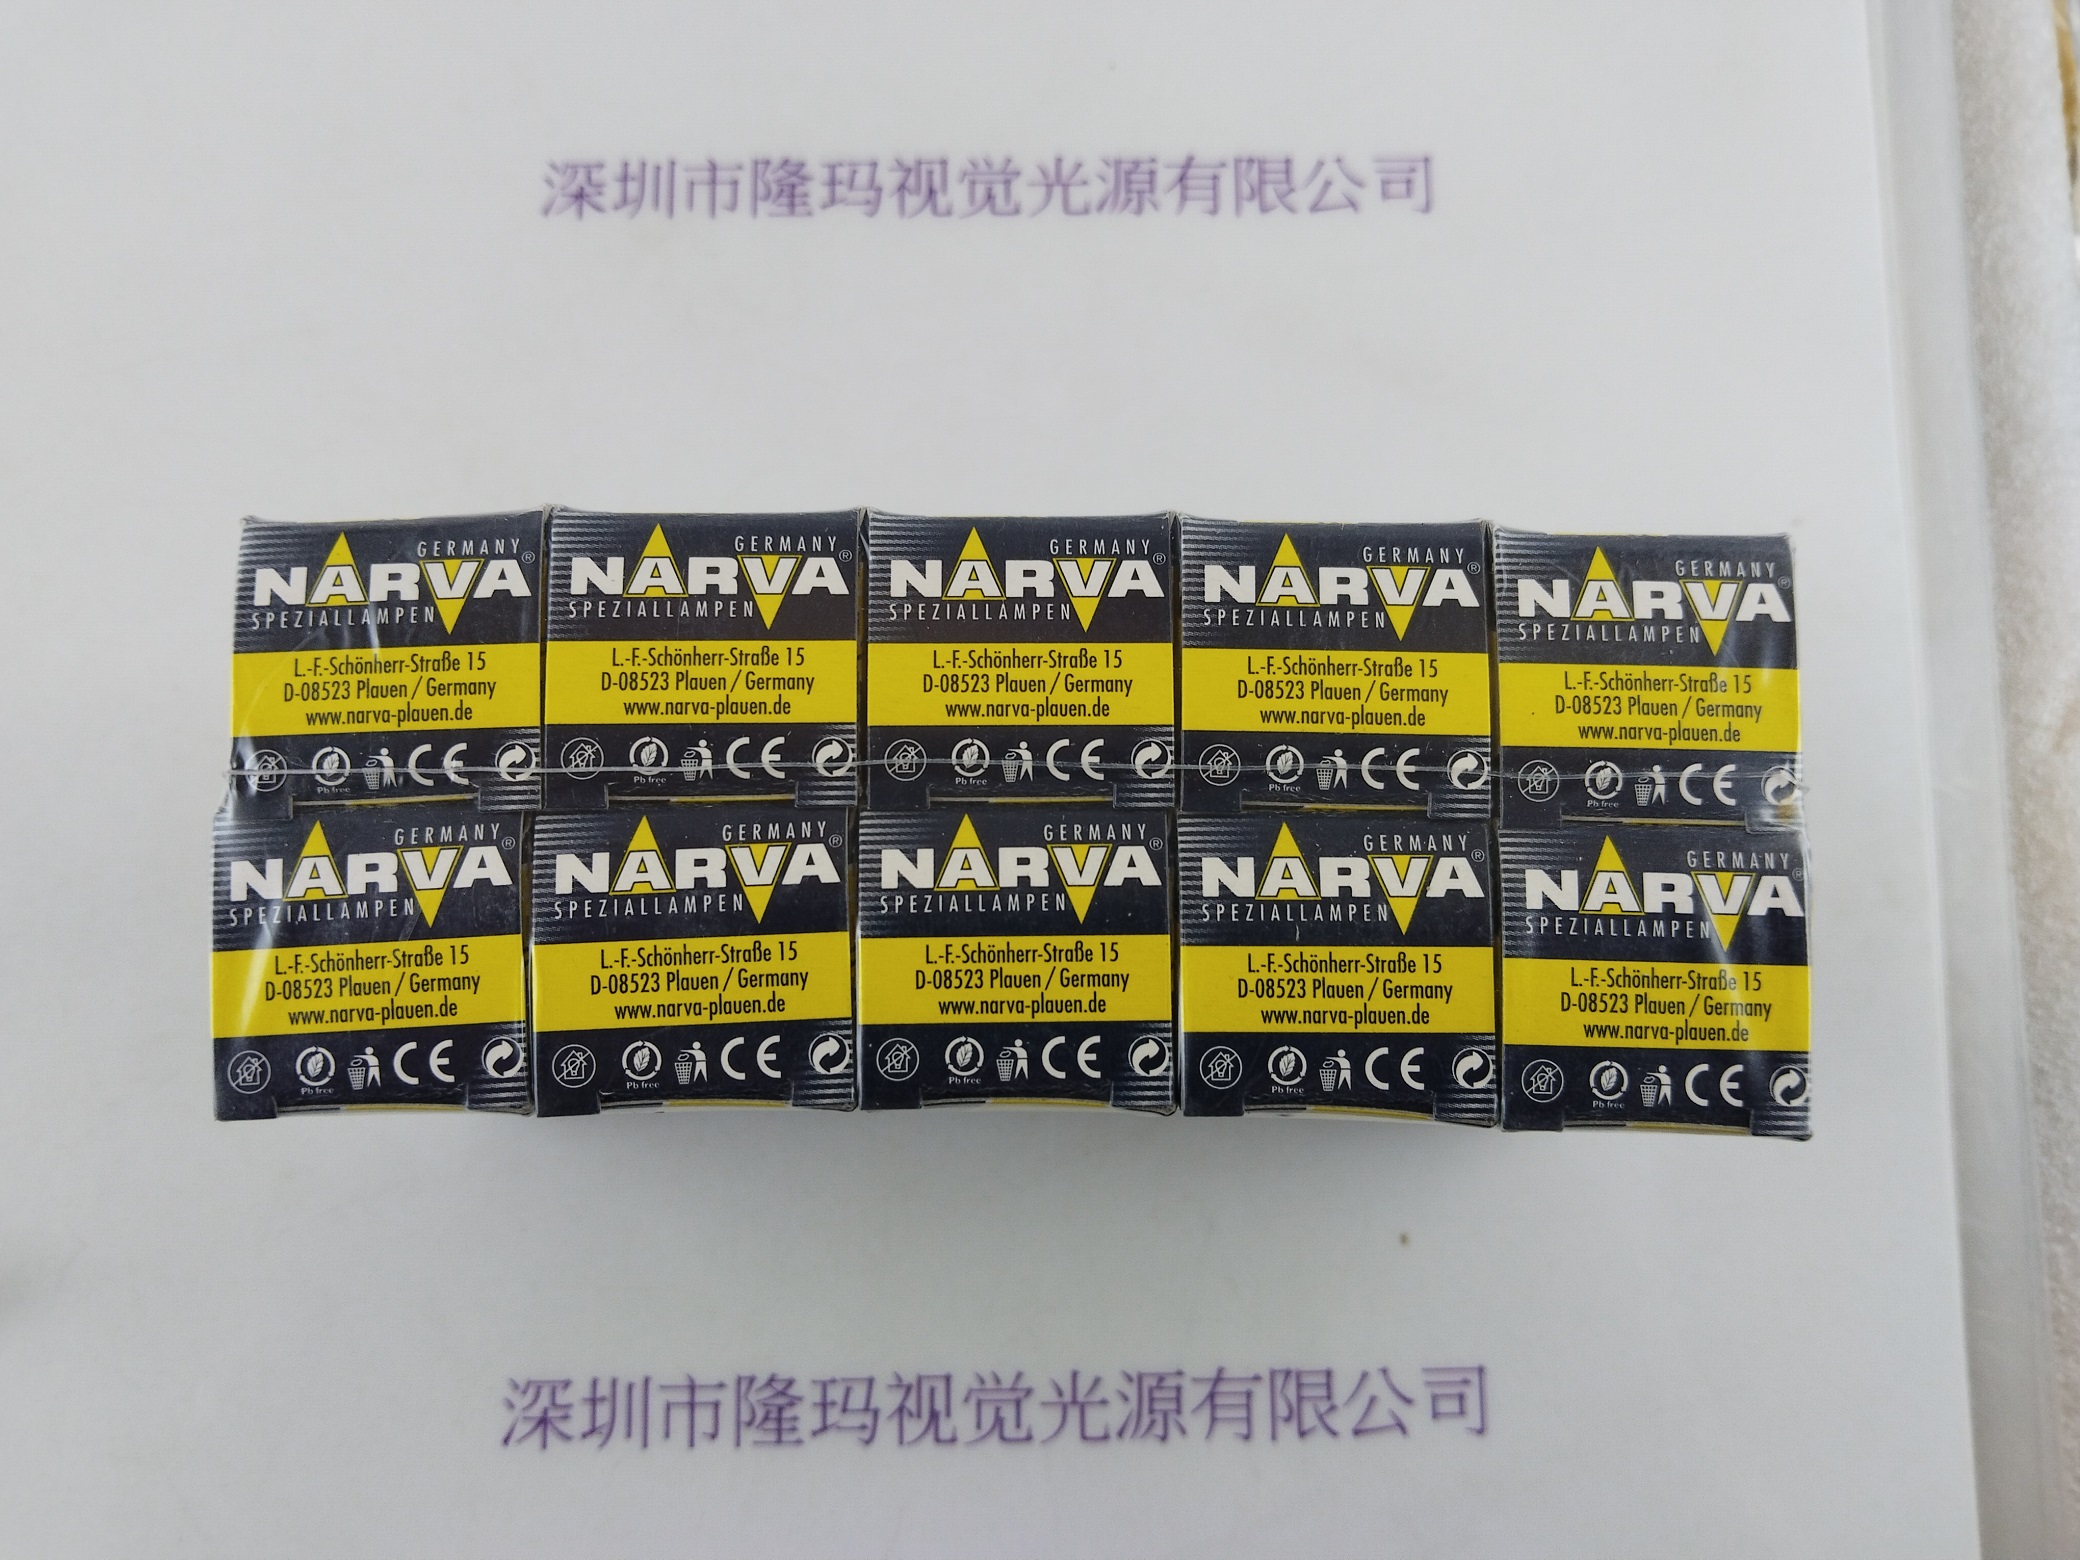 深圳市隆玛视觉光源有限公司
GERMANY
NARVA®
SPEZIALLAMPEN
L.-F.-Schönherr-Straße 15
D-08523 Plauen / Germany
www.narva-plauen.de
Pb free
CE
GERMANY
NARVA®
SPEZIALLAMPEN
L.-F.-Schönherr-Straße 15
D-08523 Plauen / Germany
www.narva-plauen.de
Pb free
CE
GERMANY
NARVA®
SPEZIALLAMPEN
L.-F.-Schönherr-Straße 15
D-08523 Plauen / Germany
www.narva-plauen.de
Pb free
CE
GERMANY
NARVA®
SPEZIALLAMPEN
L.-F.-Schönherr-Straße 15
D-08523 Plauen / Germany
www.narva-plauen.de
Pb free
CE
GERMANY
NARVA®
SPEZIALLAMPEN
L.-F.-Schönherr-Straße 15
D-08523 Plauen / Germany
www.narva-plauen.de
Pb free
CE
GERMANY
NARVA®
SPEZIALLAMPEN
L.-F.-Schönherr-Straße 15
D-08523 Plauen / Germany
www.narva-plauen.de
Pb free
CE
GERMANY
NARVA®
SPEZIALLAMPEN
L.-F.-Schönherr-Straße 15
D-08523 Plauen / Germany
www.narva-plauen.de
Pb free
CE
GERMANY
NARVA®
SPEZIALLAMPEN
L.-F.-Schönherr-Straße 15
D-08523 Plauen / Germany
www.narva-plauen.de
Pb free
CE
GERMANY
NARVA®
SPEZIALLAMPEN
L.-F.-Schönherr-Straße 15
D-08523 Plauen / Germany
www.narva-plauen.de
Pb free
CE
GERMANY
NARVA®
SPEZIALLAMPEN
L.-F.-Schönherr-Straße 15
D-08523 Plauen / Germany
www.narva-plauen.de
Pb free
CE
深圳市隆玛视觉光源有限公司